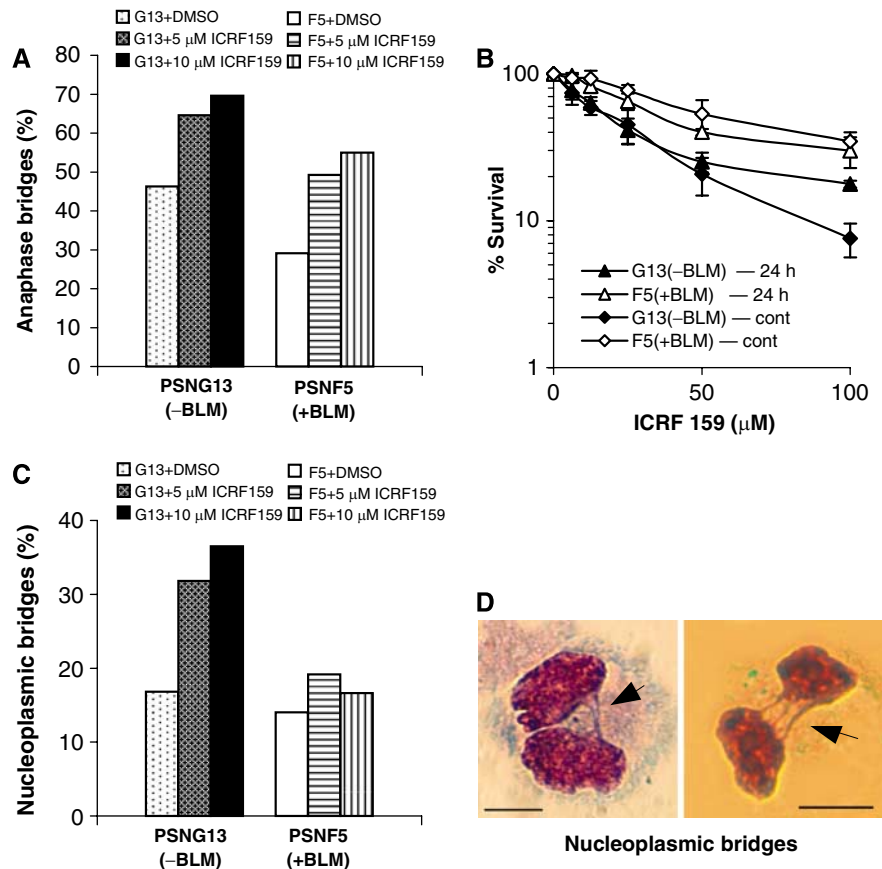 A
G13+DMSO
G13+5 μM ICRF159
G13+10 μM ICRF159
F5+DMSO
F5+5 μM ICRF159
F5+10 μM ICRF159
Anaphase bridges (%)
80
70
60
50
40
30
20
10
0
PSNG13
(−BLM)
PSNF5
(+BLM)
B
% Survival
100
10
1
G13(−BLM) — 24 h
F5(+BLM) — 24 h
G13(−BLM) — cont
F5(+BLM) — cont
0
50
100
ICRF 159 (μM)
C
G13+DMSO
G13+5 μM ICRF159
G13+10 μM ICRF159
F5+DMSO
F5+5 μM ICRF159
F5+10 μM ICRF159
Nucleoplasmic bridges (%)
40
30
20
10
0
PSNG13
(−BLM)
PSNF5
(+BLM)
D
Nucleoplasmic bridges